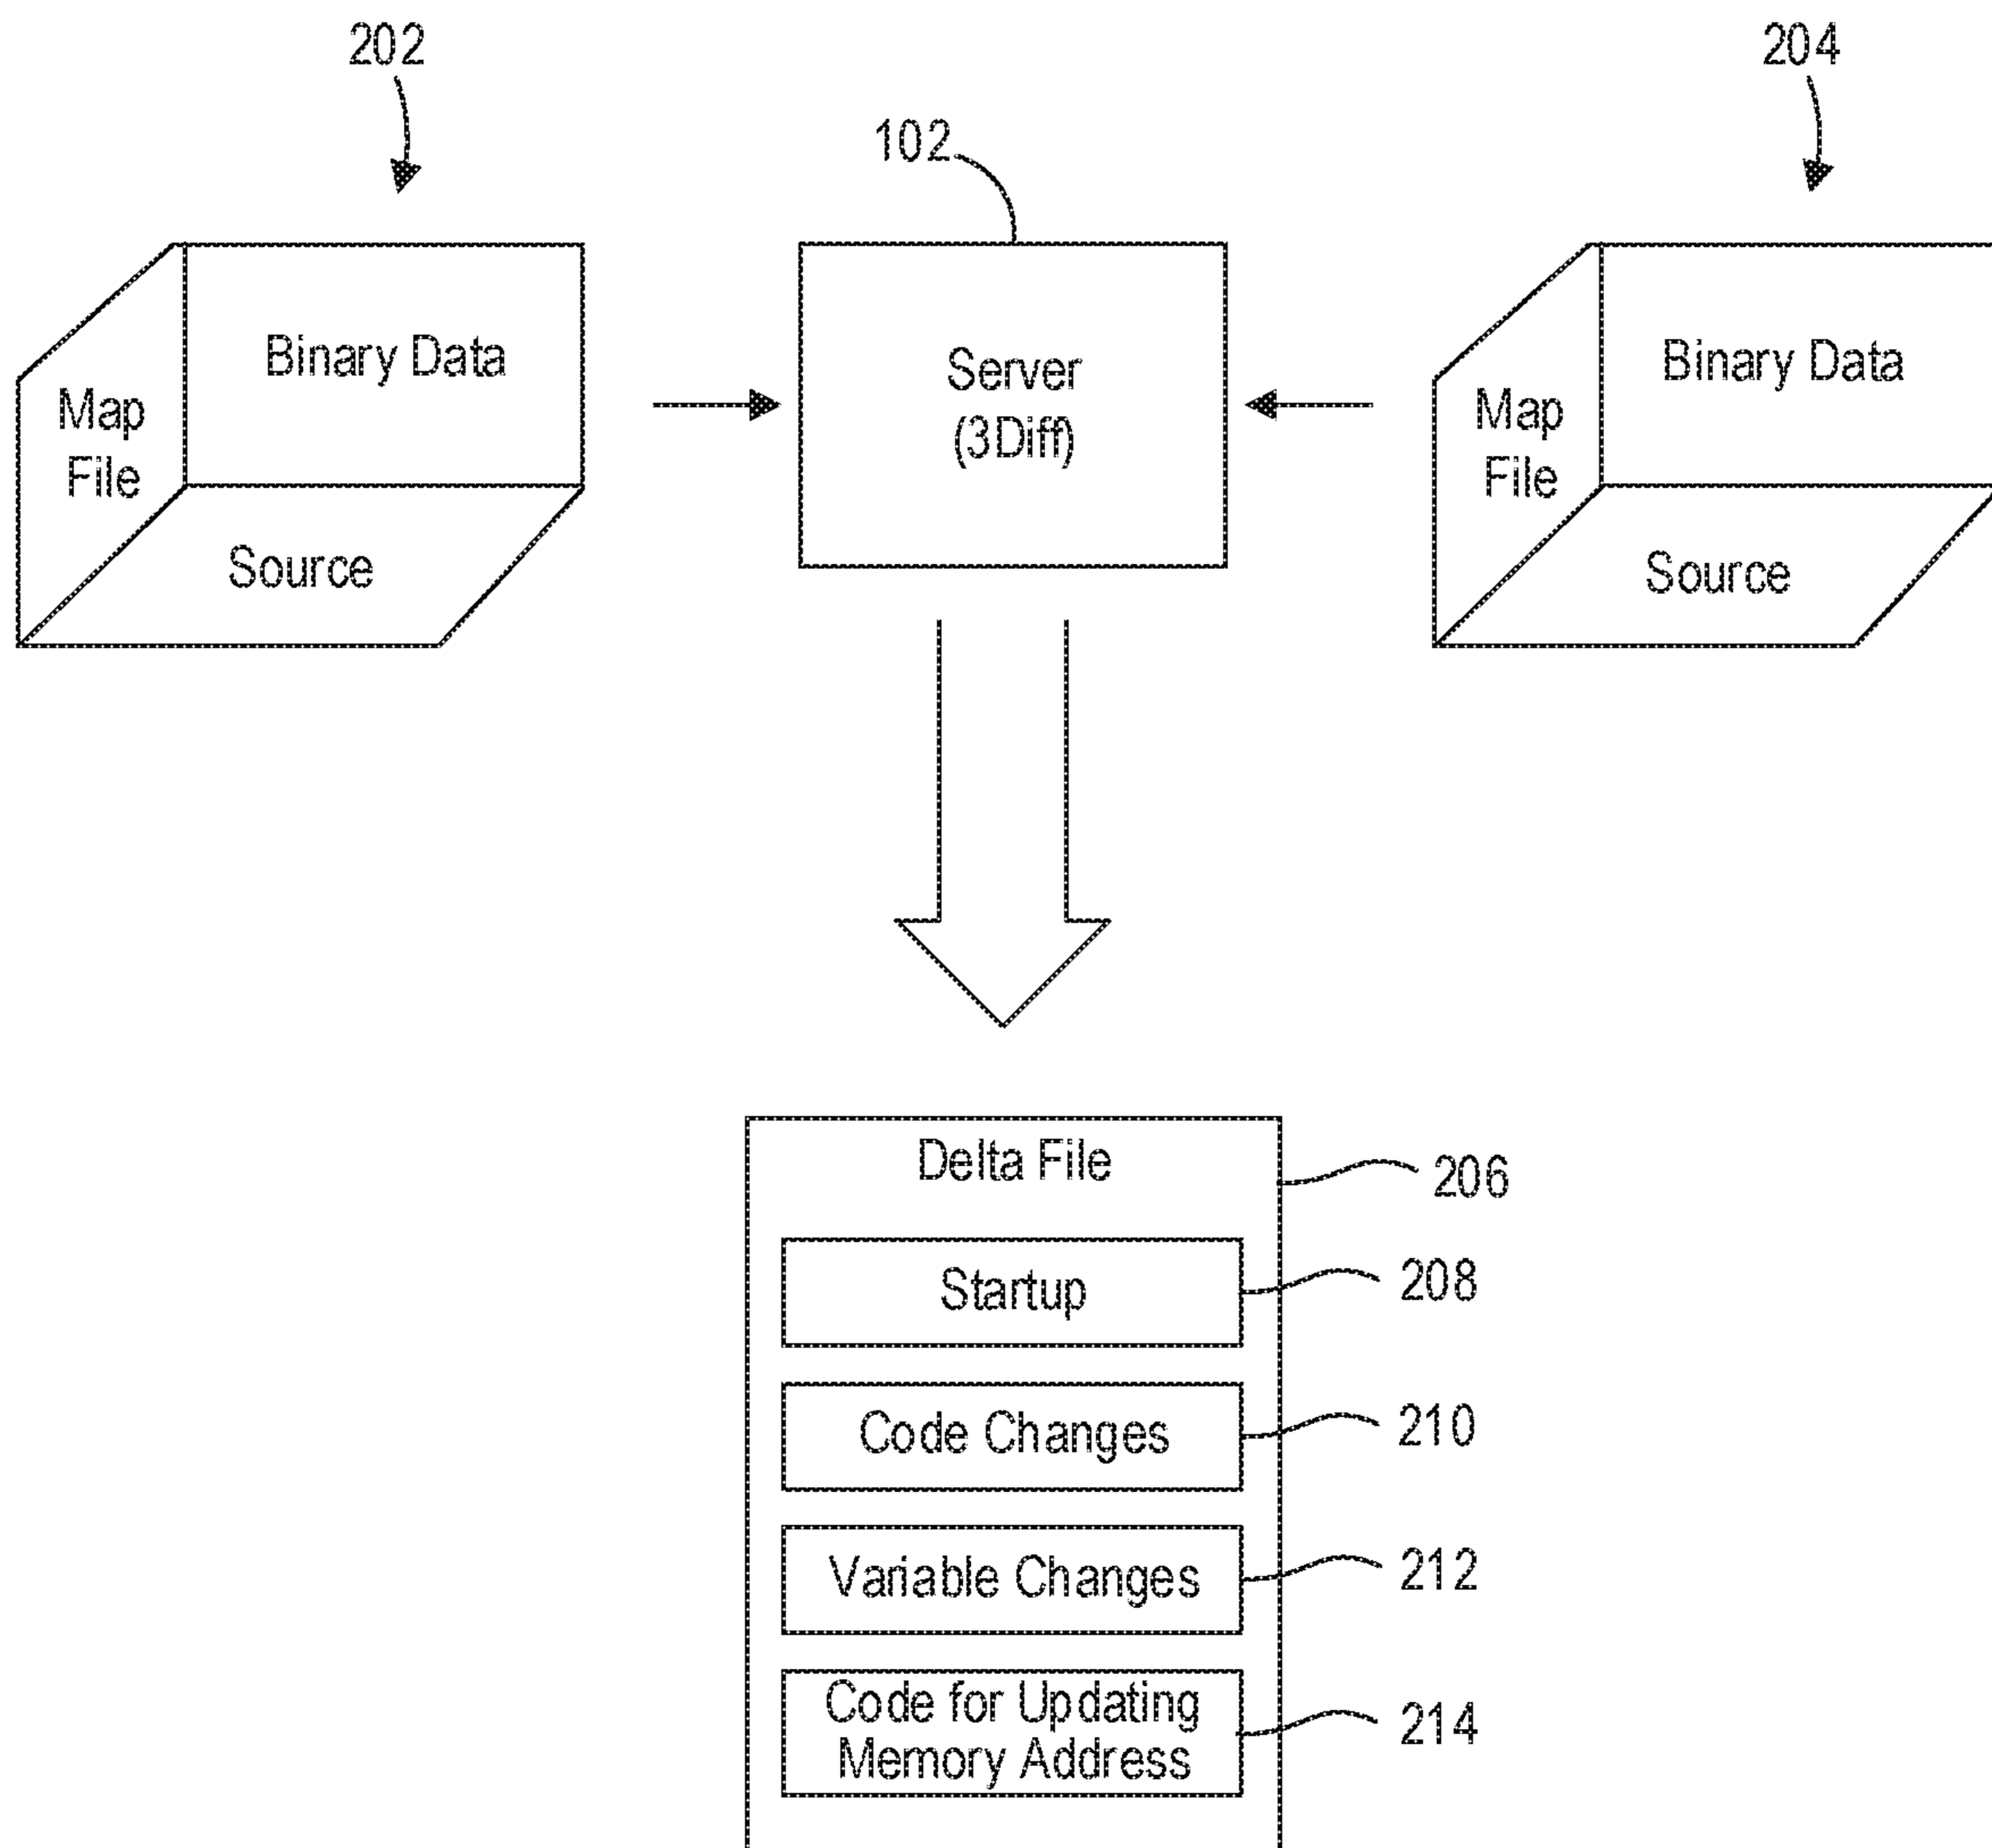 202
204
102
Binary Data
Map
File
Source
Server
(3Diff)
Binary Data
Map
File
Source
Delta File
206
Startup
208
Code Changes
210
Variable Changes
212
Code for Updating
Memory Address
214